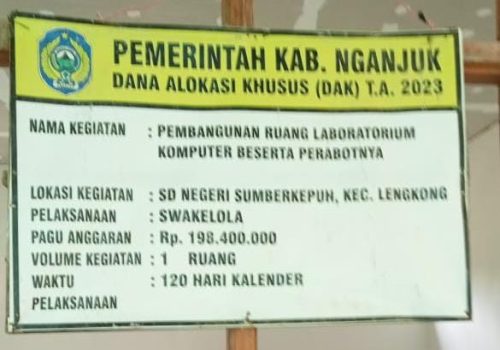 PEMERINTAH KAB. NGANJUK
DANA ALOKASI KHUSUS (DAK) T.A. 2023
NAMA KEGIATAN : PEMBANGUNAN RUANG LABORATORIUM
KOMPUTER BESERTA PERABOTNYA
LOKASI KEGIATAN : SD NEGERI SUMBERKEPUH, KEC. LENGKONG
PELAKSANAAN : SWAKELOLA
PAGU ANGGARAN : Rp. 198.400.000
VOLUME KEGIATAN : 1 RUANG
WAKTU : 120 HARI KALENDER
PELAKSANAAN